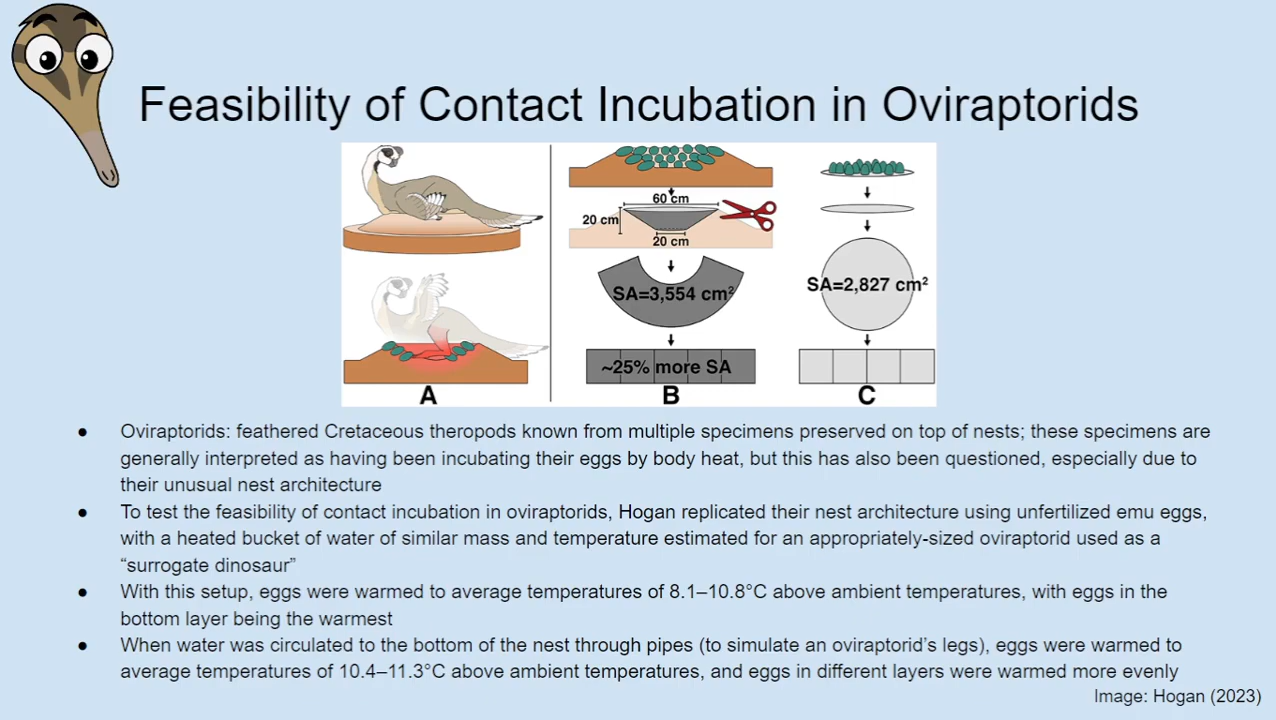 Feasibility of Contact Incubation in Oviraptorids
60 cm
20 cm
20 cm
SA=3,554 cm²
~25% more SA
SA=2,827 cm²
A
B
C
● Oviraptorids: feathered Cretaceous theropods known from multiple specimens preserved on top of nests; these specimens are
generally interpreted as having been incubating their eggs by body heat, but this has also been questioned, especially due to
their unusual nest architecture
● To test the feasibility of contact incubation in oviraptorids, Hogan replicated their nest architecture using unfertilized emu eggs,
with a heated bucket of water of similar mass and temperature estimated for an appropriately-sized oviraptorid used as a
“surrogate dinosaur”
● With this setup, eggs were warmed to average temperatures of 8.1–10.8°C above ambient temperatures, with eggs in the
bottom layer being the warmest
● When water was circulated to the bottom of the nest through pipes (to simulate an oviraptorid’s legs), eggs were warmed to
average temperatures of 10.4–11.3°C above ambient temperatures, and eggs in different layers were warmed more evenly
Image: Hogan (2023)